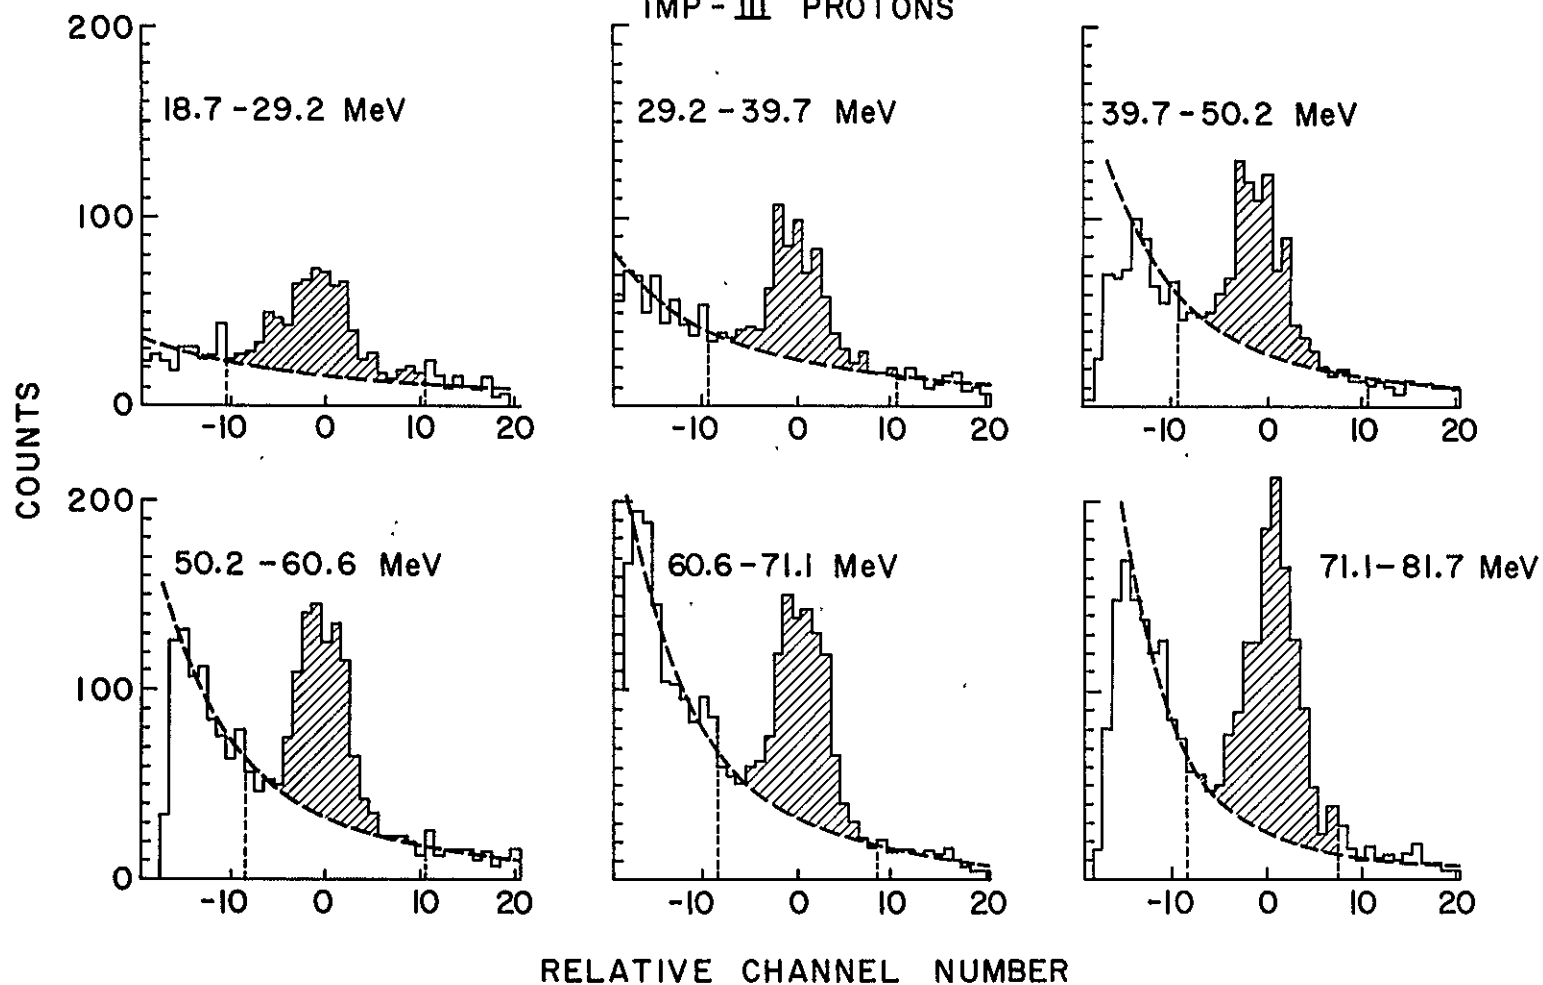 IMP-III PROTONS
200
18.7-29.2 MeV
29.2-39.7 MeV
39.7-50.2 MeV
100
0
-10 0 10 20
-10 0 10 20
-10 0 10 20
COUNTS
200
50.2-60.6 MeV
60.6-71.1 MeV
71.1-81.7 MeV
100
0
-10 0 10 20
-10 0 10 20
-10 0 10 20
RELATIVE CHANNEL NUMBER